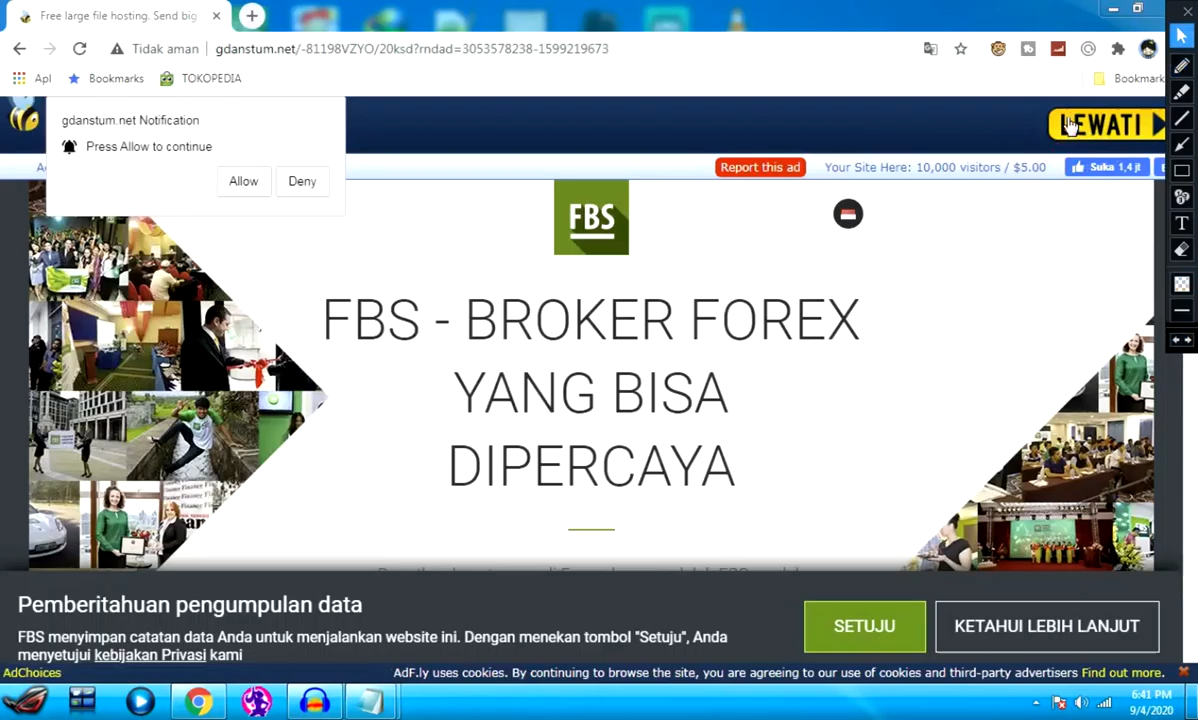 Free large file hosting. Send big
Tidak aman
gdanstum.net/-81198VZYO/20ksd?rndad=3053578238-1599219673
Apl
Bookmarks
TOKOPEDIA
Bookmark
gdanstum.net Notification
Press Allow to continue
Allow
Deny
LEWATI
Report this ad
Your Site Here: 10,000 visitors / $5.00
Suka 1,4 jt
FBS
FBS - BROKER FOREX
YANG BISA
DIPERCAYA
Pemberitahuan pengumpulan data
FBS menyimpan catatan data Anda untuk menjalankan website ini. Dengan menekan tombol "Setuju", Anda
menyetujui kebijakan Privasi kami
SETUJU
KETAHUI LEBIH LANJUT
AdChoices
AdF.ly uses cookies. By continuing to browse the site, you are agreeing to our use of cookies and third-party advertisers Find out more.
6:41 PM
9/4/2020